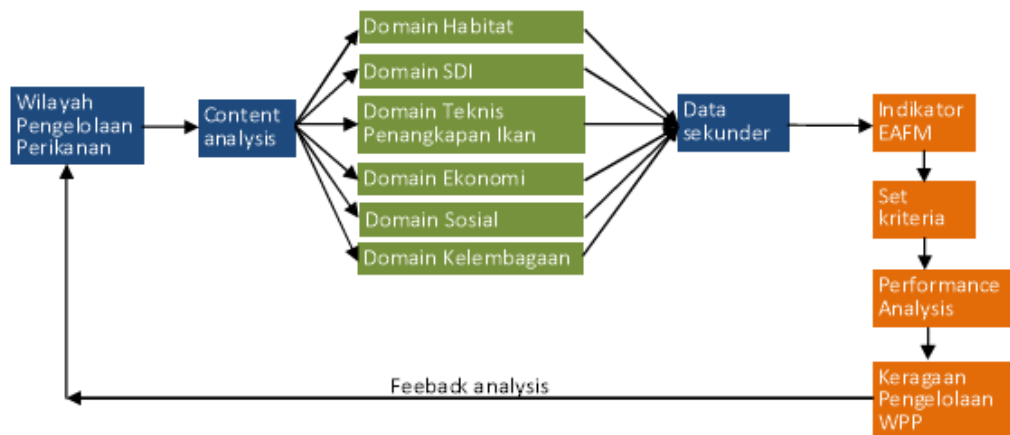 Wilayah
Pengelolaan
Perikanan
Content
analysis
Domain Habitat
Domain SDI
Domain Teknis
Penangkapan Ikan
Domain Ekonomi
Domain Sosial
Domain Kelembagaan
Data
sekunder
Indikator
EAFM
Set
kriteria
Performance
Analysis
Keragaan
Pengelolaan
WPP
Feeback analysis